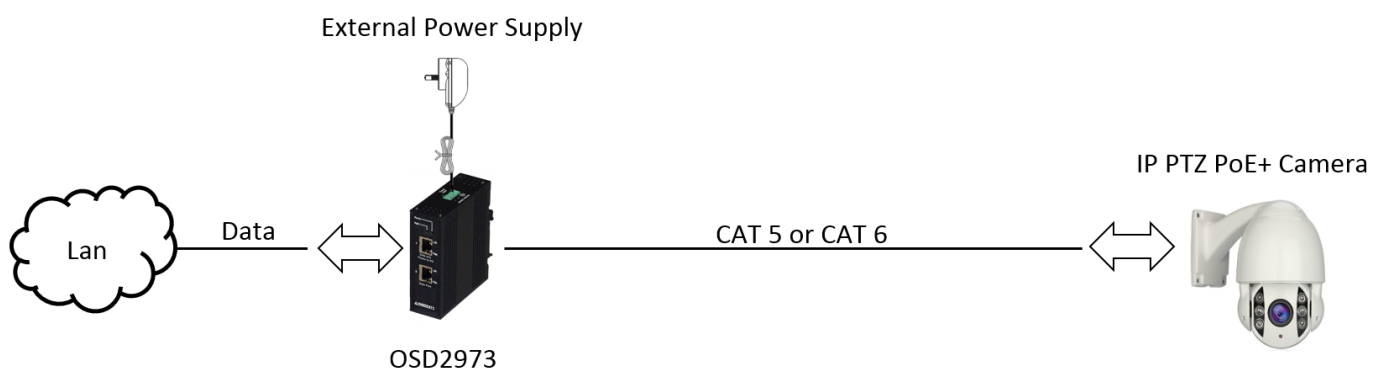 External Power Supply
IP PTZ PoE+ Camera
Lan
Data
CAT 5 or CAT 6
OSD2973